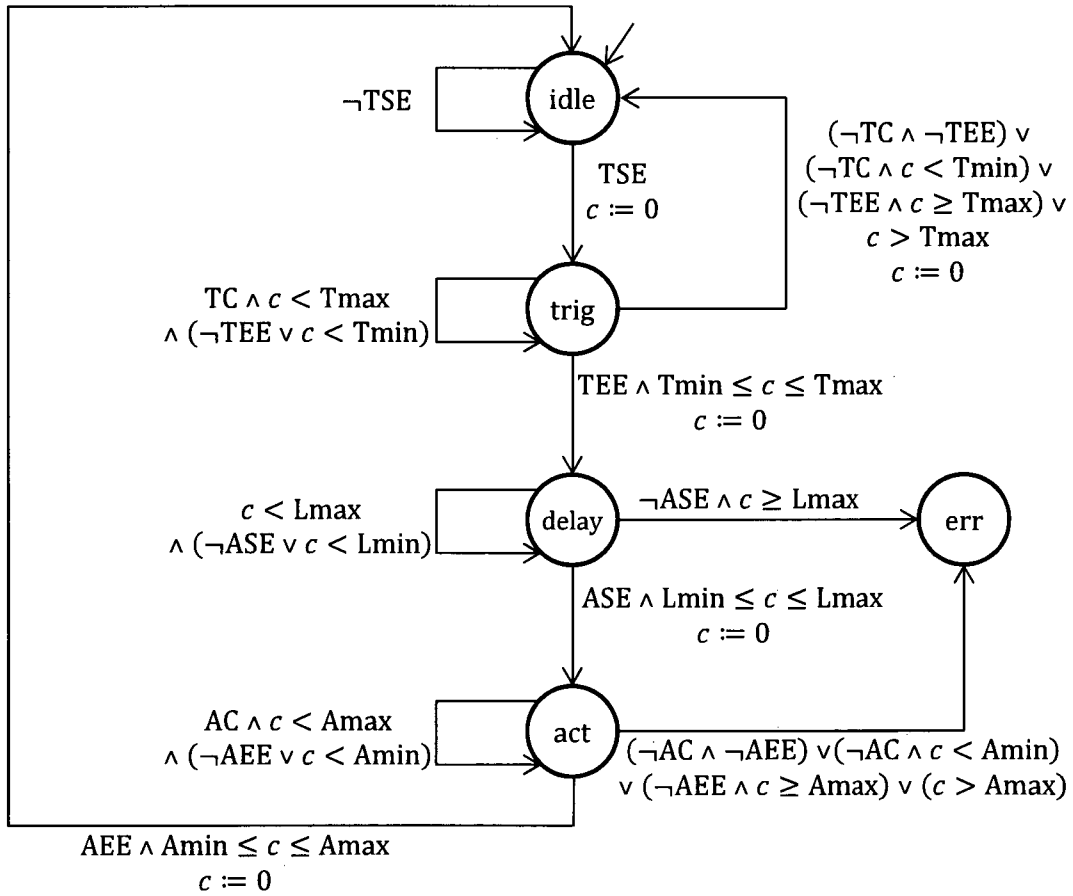 idle
¬TSE
TSE
c := 0
(¬TC ∧ ¬TEE) ∨
(¬TC ∧ c < Tmin) ∨
(¬TEE ∧ c ≥ Tmax) ∨
c > Tmax
c := 0
trig
TC ∧ c < Tmax
∧ (¬TEE ∨ c < Tmin)
TEE ∧ Tmin ≤ c ≤ Tmax
c := 0
delay
c < Lmax
∧ (¬ASE ∨ c < Lmin)
¬ASE ∧ c ≥ Lmax
err
ASE ∧ Lmin ≤ c ≤ Lmax
c := 0
act
AC ∧ c < Amax
∧ (¬AEE ∨ c < Amin)
(¬AC ∧ ¬AEE) ∨(¬AC ∧ c < Amin)
∨ (¬AEE ∧ c ≥ Amax) ∨ (c > Amax)
AEE ∧ Amin ≤ c ≤ Amax
c := 0